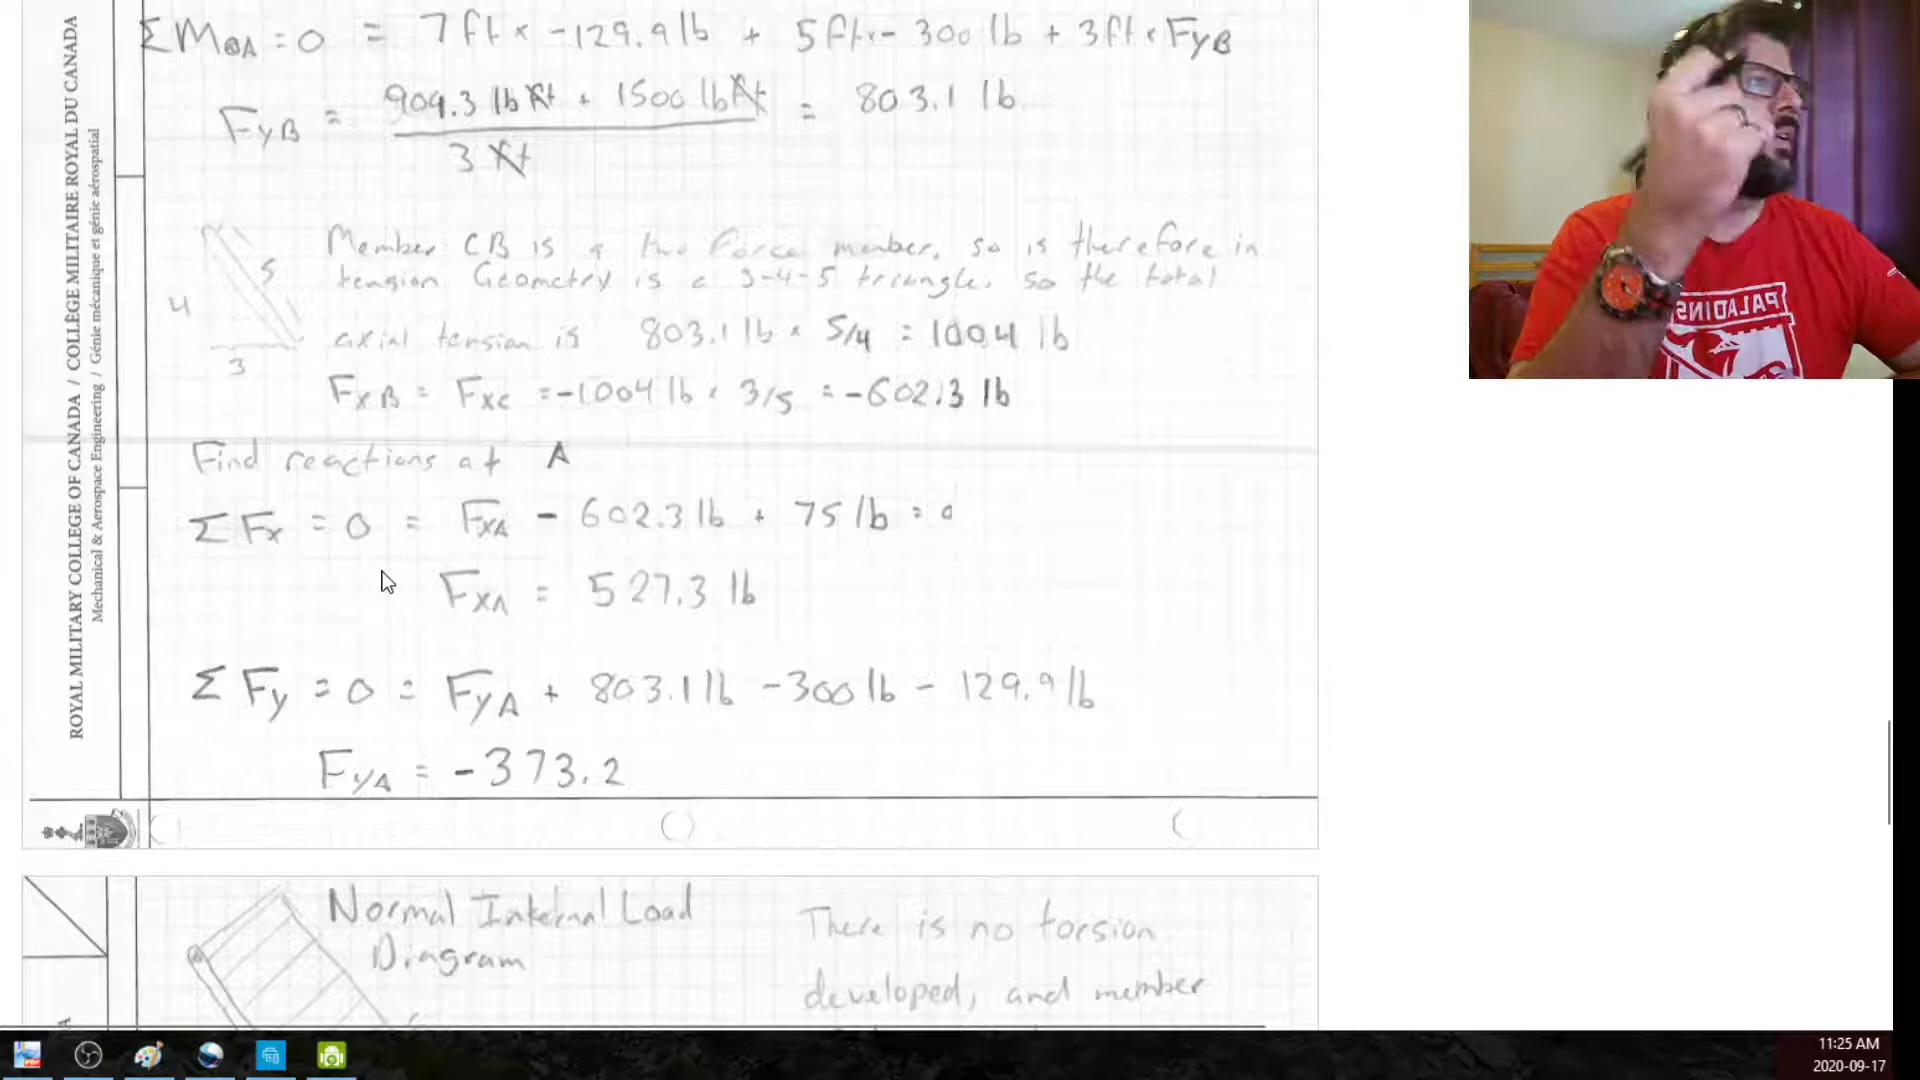 ΣM@A = 0 = 7ft × -129.9 lb + 5ft × - 300 lb + 3ft × FyB
FyB = 909.3 lb ft + 1500 lb ft = 803.1 lb
3 ft
4
5
3
Member CB is a two force member, so is therefore in
tension. Geometry is a 3-4-5 triangle, so the total
axial tension is 803.1 lb × 5/4 = 1004 lb
FxB = FxC = -1004 lb × 3/5 = -602.3 lb
Find reactions at A
ΣFx = 0 = FxA - 602.3 lb + 75 lb = 0
FxA = 527.3 lb
ΣFy = 0 = FyA + 803.1 lb - 300 lb - 129.9 lb
FyA = -373.2
ROYAL MILITARY COLLEGE OF CANADA / COLLÈGE MILITAIRE ROYAL DU CANADA
Mechanical & Aerospace Engineering / Génie mécanique et génie aérospatial
Normal Internal Load
Diagram
There is no torsion
developed, and member
PALADINS
11:25 AM
2020-09-17